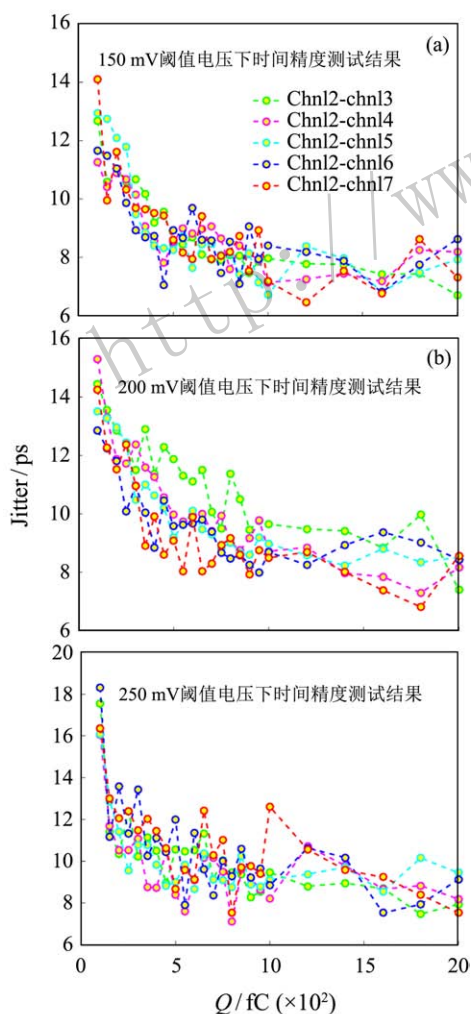 16
(a)
150 mV阈值电压下时间精度测试结果
14
Chnl2-chnl3
Chnl2-chnl4
12
Chnl2-chnl5
Chnl2-chnl6
10
Chnl2-chnl7
8
6
http://ww
16
(b)
200 mV阈值电压下时间精度测试结果
14
12
10
8
6
Jitter/ps
20
250 mV阈值电压下时间精度测试结果
18
16
14
12
10
8
6
0 5 10 15 20
Q/fC (×10²)